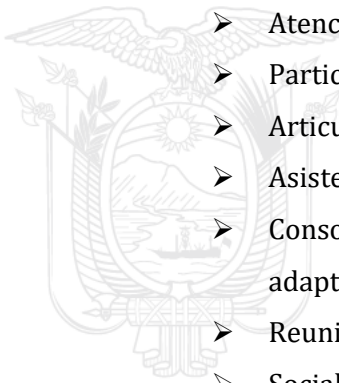 ➢ Atenc
➢ Partic
➢ Articu
➢ Asiste
➢ Conso
adapt
➢ Reuni
➢ Social